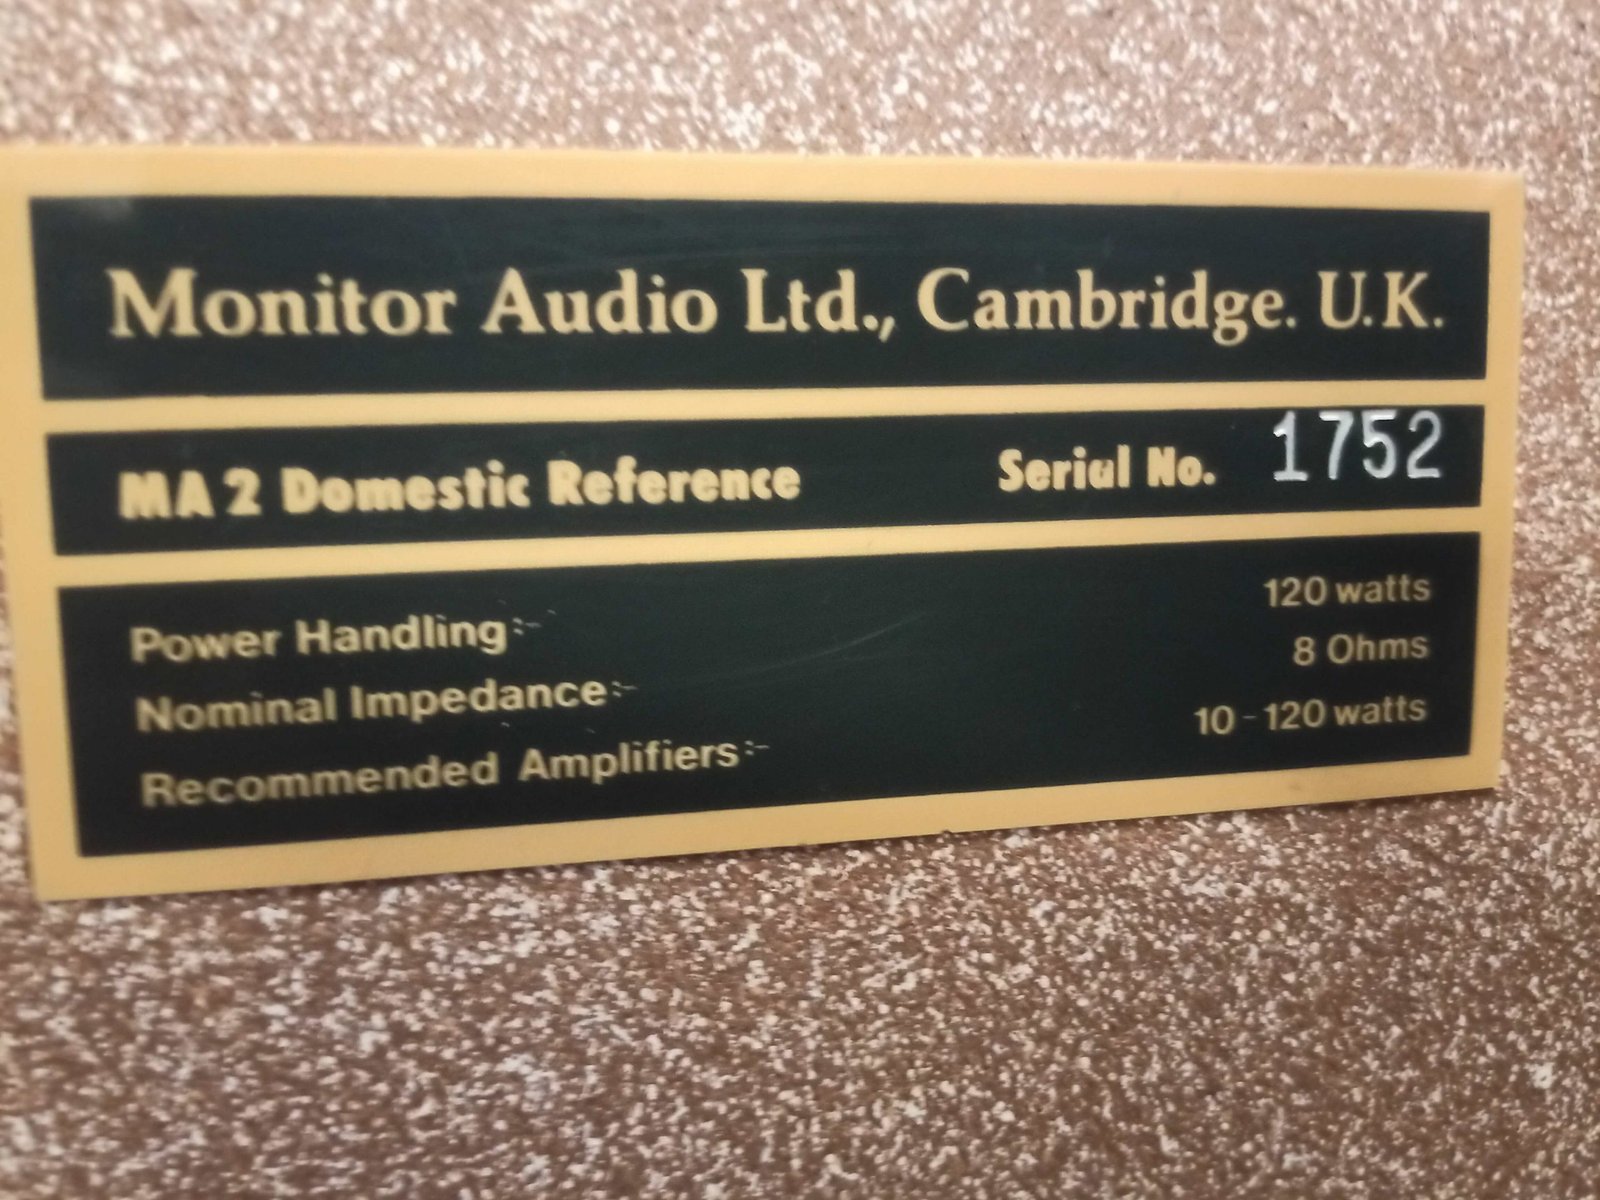 Monitor Audio Ltd., Cambridge. U.K.
MA 2 Domestic Reference Serial No. 1752
Power Handling:- 120 watts
Nominal Impedance:- 8 Ohms
Recommended Amplifiers:- 10-120 watts